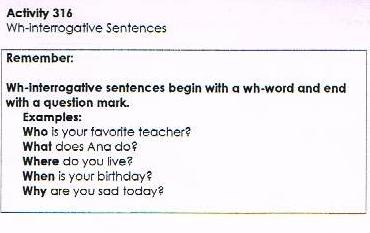 Activity 316
Wh-interrogative Sentences
Remember:
Wh-Interrogative sentences begin with a wh-word and end
with a question mark.
Examples:
Who is your favorite teacher?
What does Ana do?
Where do you live?
When is your birthday?
Why are you sad today?